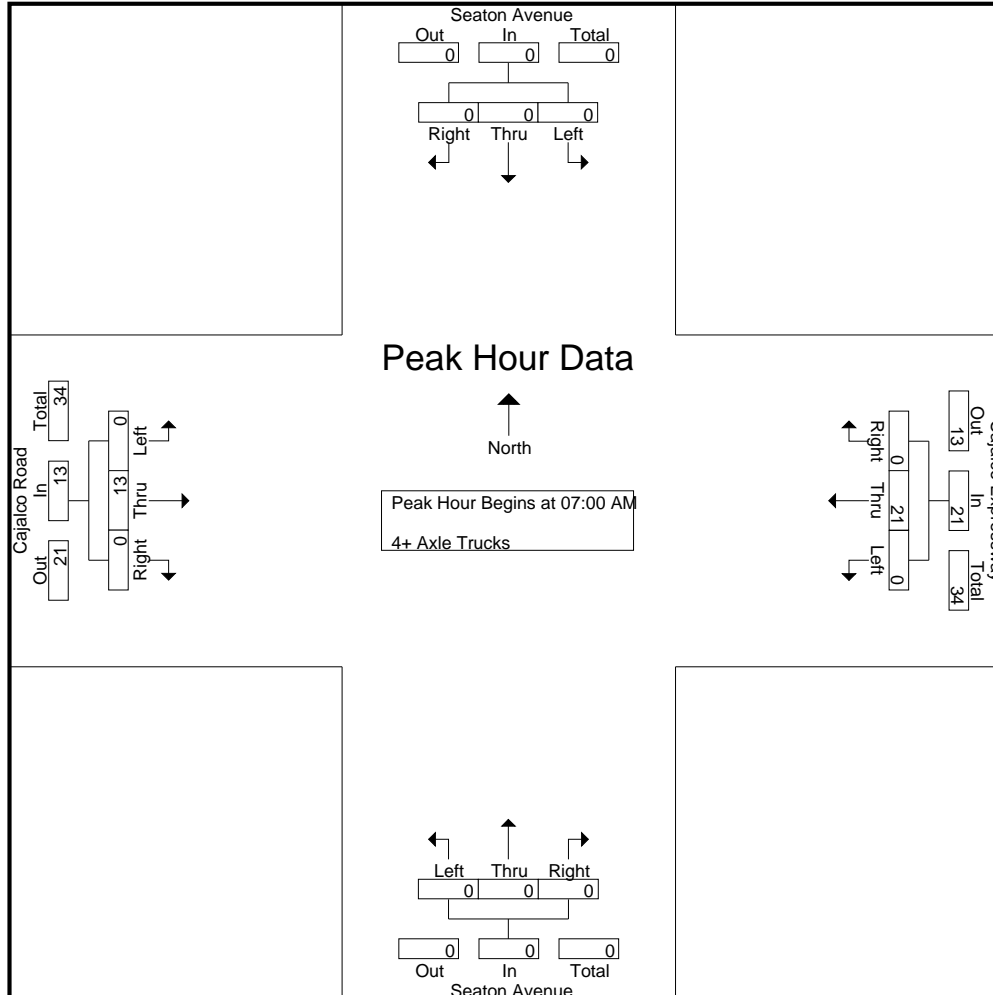 Seaton Avenue
Out In Total
0 0 0
0 0 0
Right Thru Left
Peak Hour Data
North
Peak Hour Begins at 07:00 AM
4+ Axle Trucks
Cajalco Road
Total In Out
34 13 21
0 13 0
Left Thru Right
Out In Total
13 21 34
0 21 0
Right Thru Left
Left Thru Right
0 0 0
0 0 0
Out In Total
Seaton Avenue